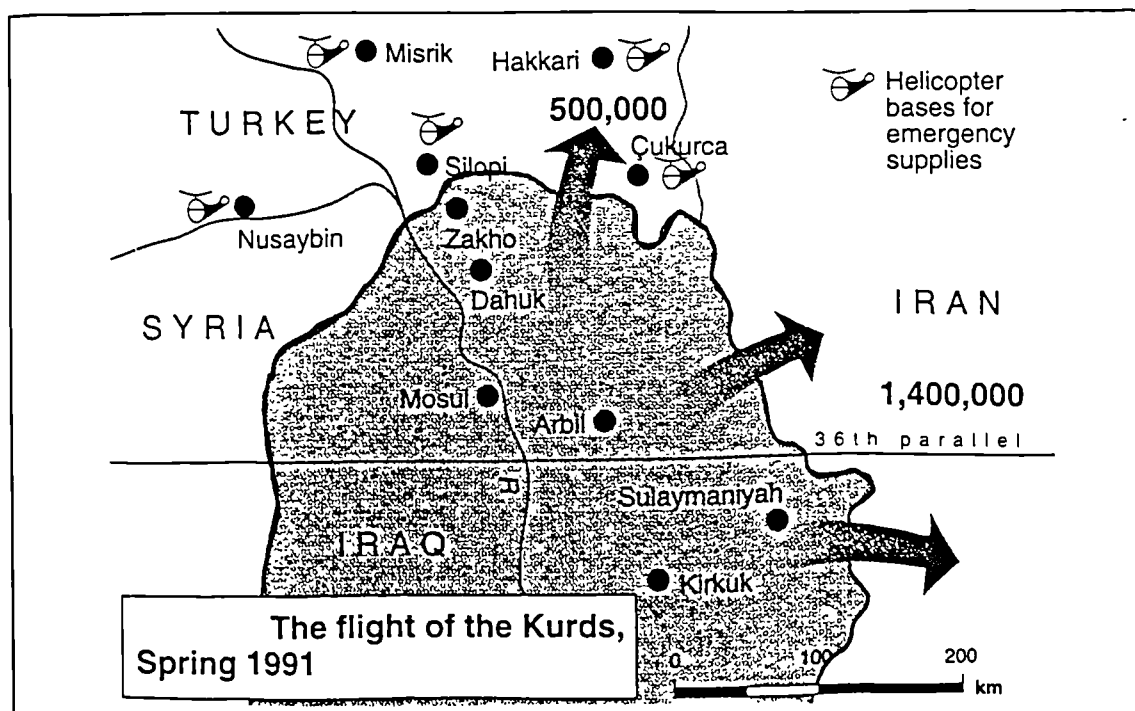 Misrik
Hakkari
Helicopter
bases for
emergency
supplies
TURKEY
500,000
Silopi
Çukurca
Nusaybin
Zakho
Dahuk
SYRIA
IRAN
Mosul
Arbil
1,400,000
36th parallel
Sulaymaniyah
R
IRAQ
Kirkuk
The flight of the Kurds,
Spring 1991
0 100 200
km